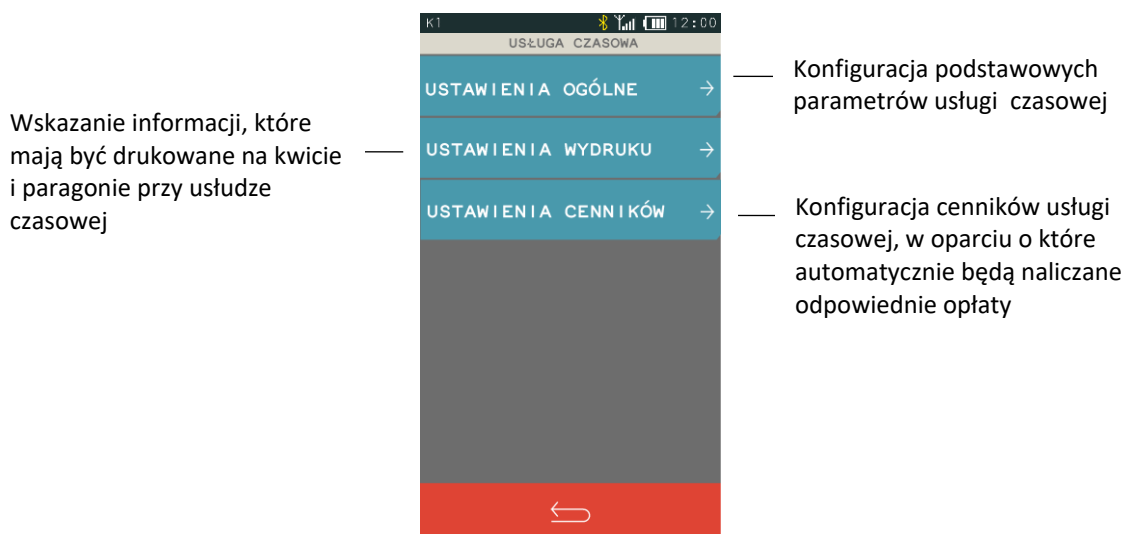 K1 12:00
USŁUGA CZASOWA
USTAWIENIA OGÓLNE
USTAWIENIA WYDRUKU
USTAWIENIA CENNIKÓW
Wskazanie informacji, które
mają być drukowane na kwicie
i paragonie przy usłudze
czasowej
Konfiguracja podstawowych
parametrów usługi czasowej
Konfiguracja cenników usługi
czasowej, w oparciu o które
automatycznie będą naliczane
odpowiednie opłaty